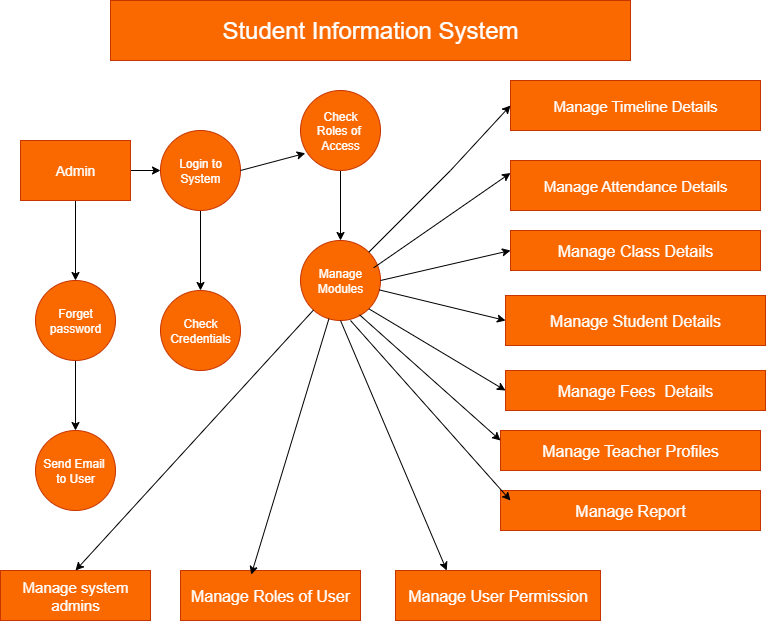 Student Information System
Check
Roles of
Access
Manage Timeline Details
Admin
Login to
System
Manage Attendance Details
Manage Class Details
Manage
Modules
Forget
password
Check
Credentials
Manage Student Details
Manage Fees  Details
Manage Teacher Profiles
Send Email
to User
Manage Report
Manage system
admins
Manage Roles of User
Manage User Permission